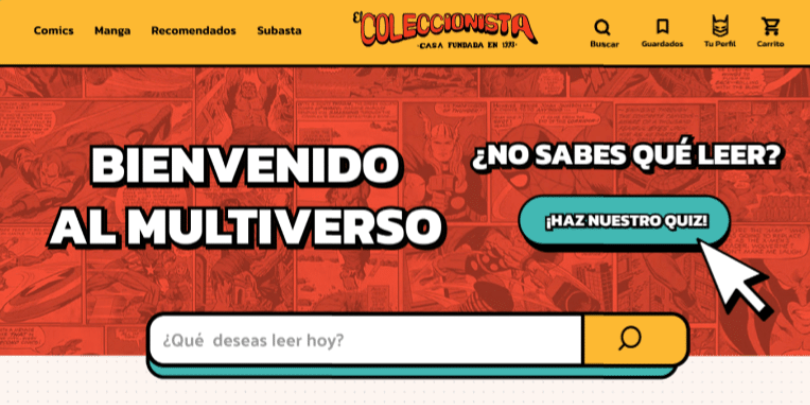 Comics Manga Recomendados Subasta
El COLECCIONISTA
·CASA FUNDADA EN 1993·
Buscar Guardados Tu Perfil Carrito
BIENVENIDO
AL MULTIVERSO
¿NO SABES QUÉ LEER?
¡HAZ NUESTRO QUIZ!
¿Qué deseas leer hoy?